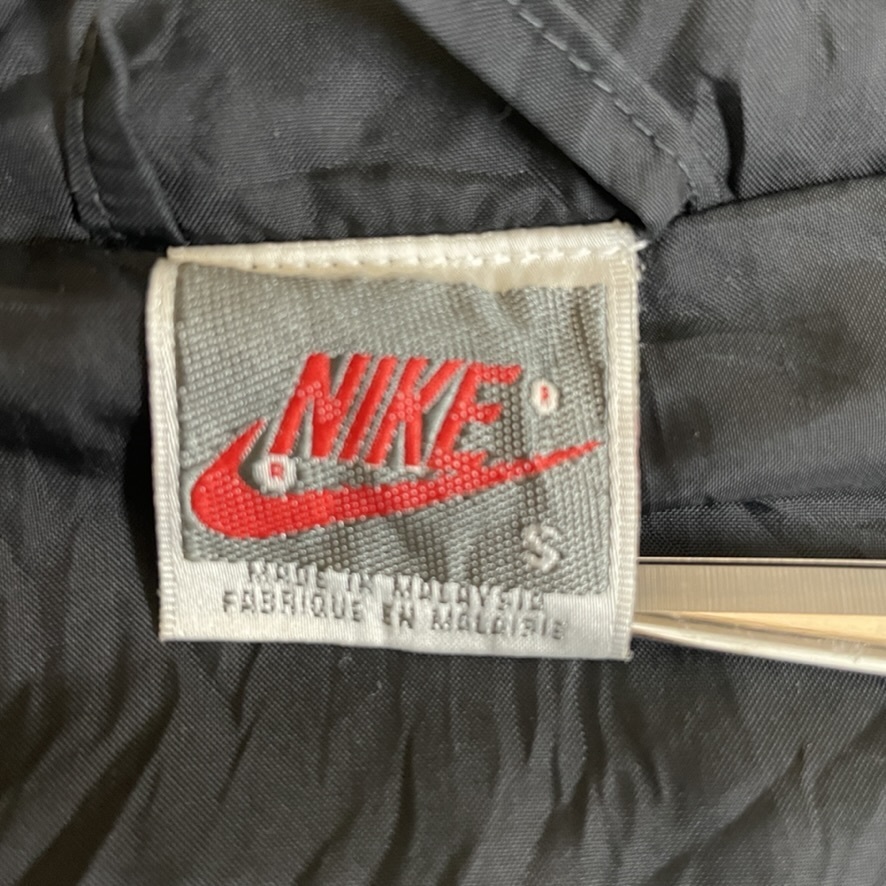 NIKE ®
®
S
MADE IN MALAYSIA
FABRIQUE EN MALAISIE